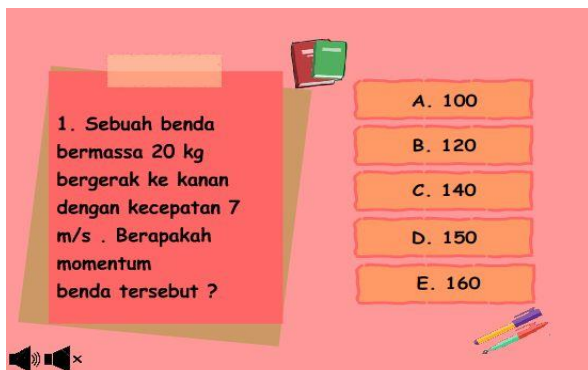 1. Sebuah benda
bermassa 20 kg
bergerak ke kanan
dengan kecepatan 7
m/s . Berapakah
momentum
benda tersebut ?
A. 100
B. 120
C. 140
D. 150
E. 160